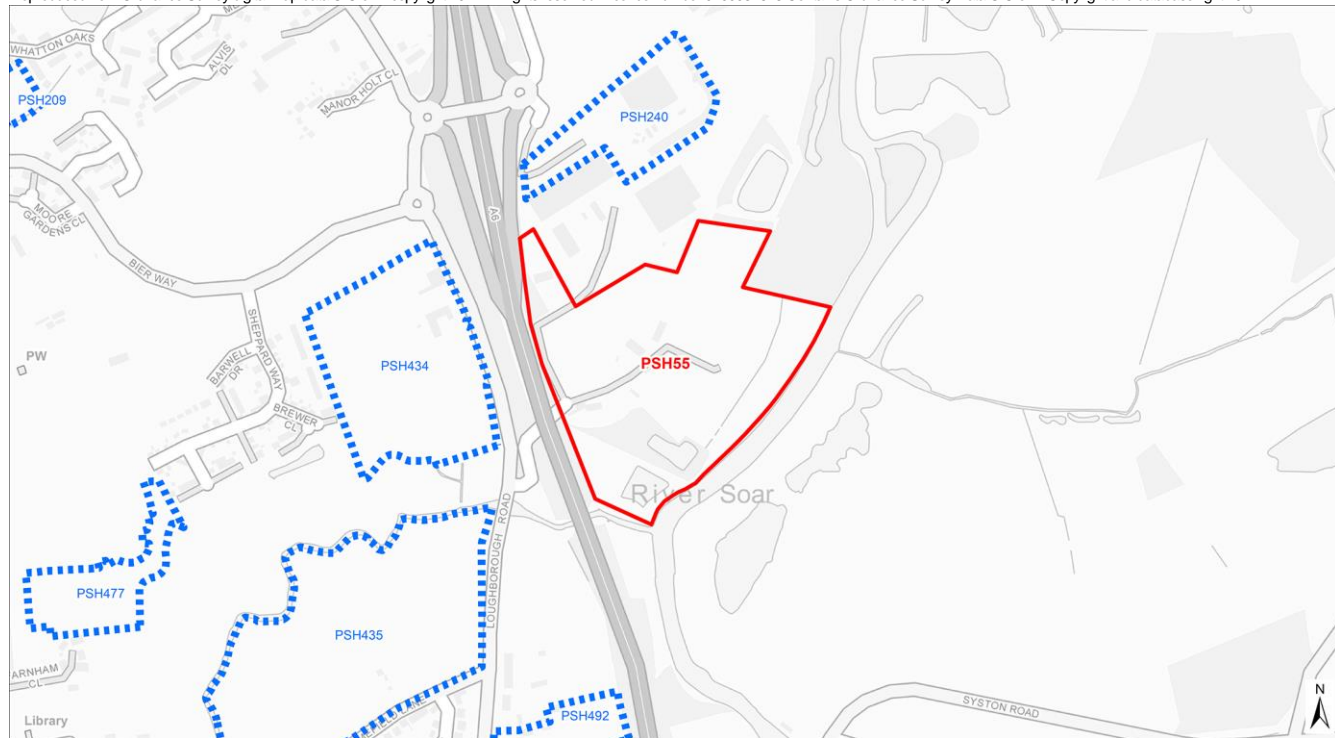 WHATTON OAKS
ALVIS
DL
MANOR HOLT CL
PSH209
PSH240
MOORE
GARDENS CL
A6
BIER WAY
SHEPPARD WAY
PW
BARWELL
DR
PSH434
PSH55
BREWER
CL
River Soar
LOUGHBOROUGH ROAD
PSH477
PSH435
ARNHAM
CL
Library
PSH492
SYSTON ROAD
N